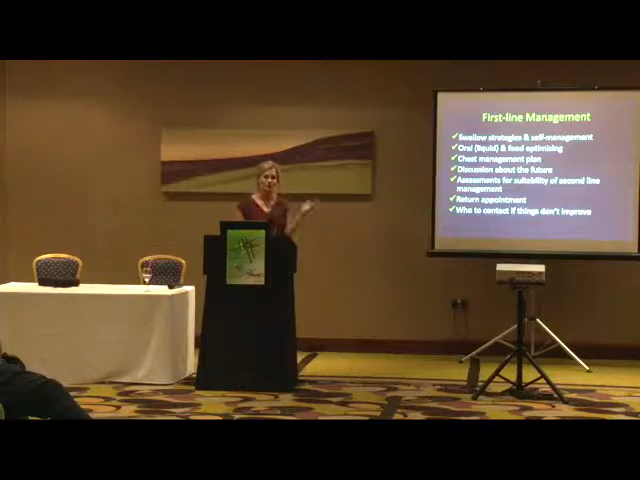 First-line Management
✓Swallow strategies & self-management
✓Oral (liquid) & food optimising
✓Chest management plan
✓Discussion about the future
✓Assessments for suitability of second line
management
✓Return appointment
✓Who to contact if things don't improve